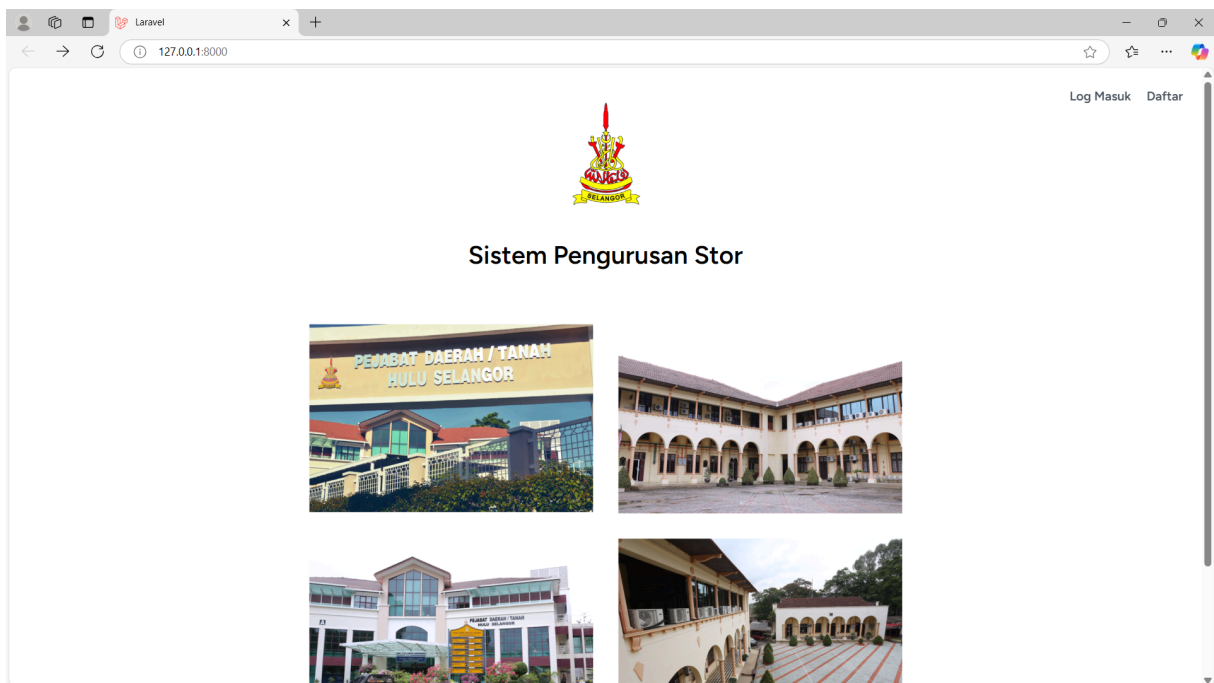 Laravel
127.0.0.1:8000
Log Masuk Daftar
SELANGOR
Sistem Pengurusan Stor
PEJABAT DAERAH / TANAH
HULU SELANGOR
PEJABAT DAERAH / TANAH
HULU SELANGOR
A